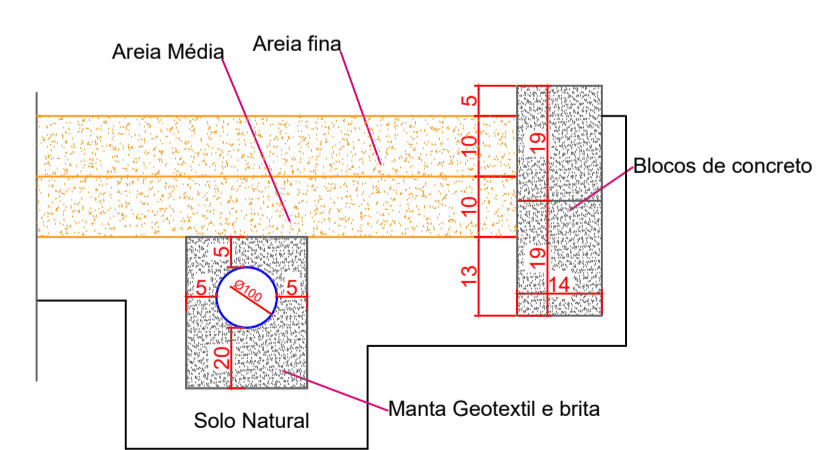 Areia Média
Areia fina
5
10
19
Blocos de concreto
10
5
19
13
14
5
Ø100
5
20
Manta Geotextil e brita
Solo Natural